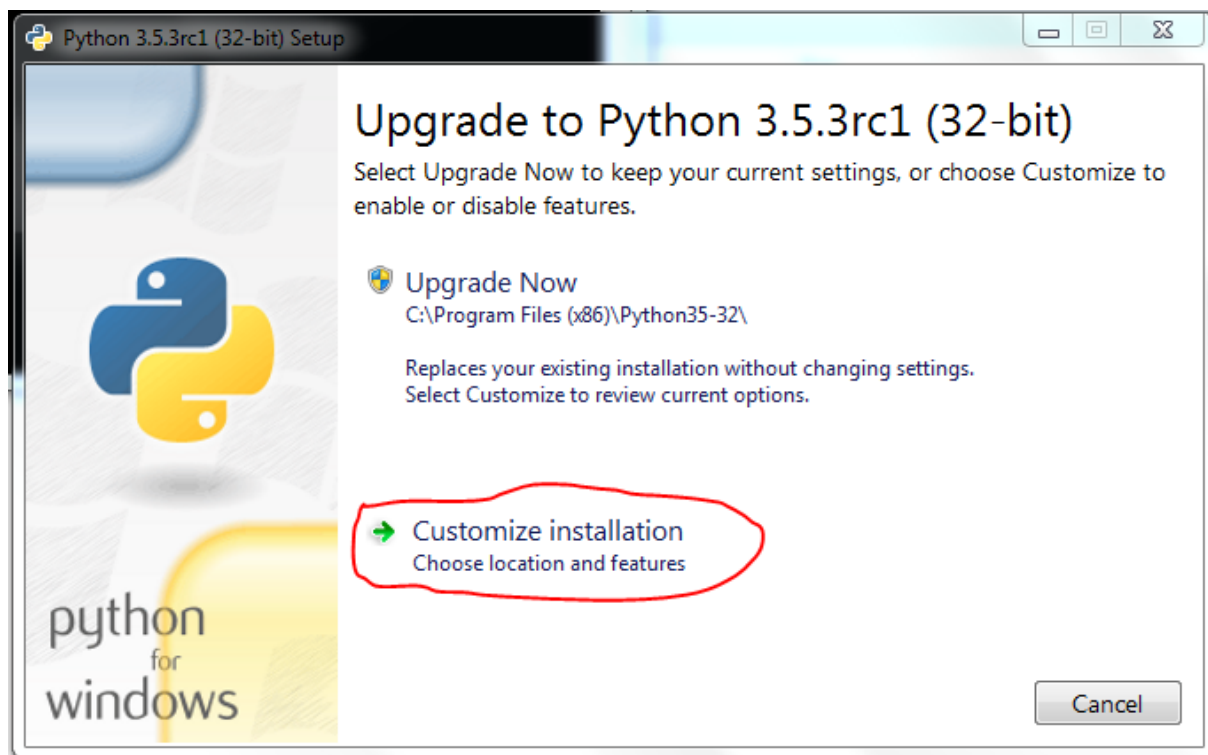 Python 3.5.3rc1 (32-bit) Setup
Upgrade to Python 3.5.3rc1 (32-bit)
Select Upgrade Now to keep your current settings, or choose Customize to
enable or disable features.
Upgrade Now
C:\Program Files (x86)\Python35-32\
Replaces your existing installation without changing settings.
Select Customize to review current options.
Customize installation
Choose location and features
python
for
windows
Cancel